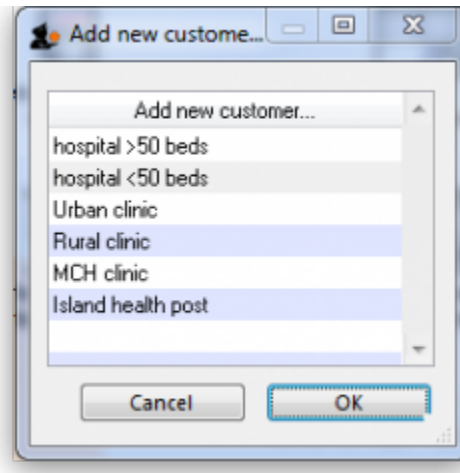 Add new custome...
Add new customer...
hospital >50 beds
hospital <50 beds
Urban clinic
Rural clinic
MCH clinic
Island health post
Cancel OK